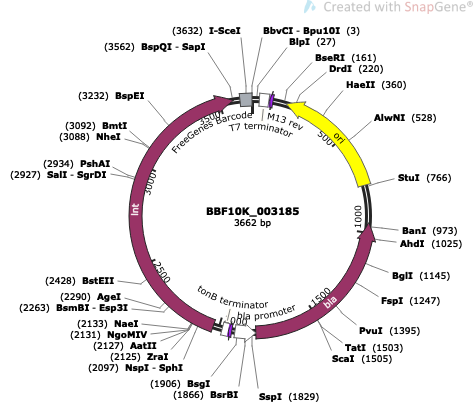 Created with SnapGene®
(3632) I-SceI
BbvCI - Bpu10I (3)
(3562) BspQI - SapI
BlpI (27)
BseRI (161)
DrdI (220)
HaeII (360)
(3232) BspEI
AlwNI (528)
3500
FreeGenes Barcode
M13 rev
T7 terminator
ori
500
(3092) BmtI
(3088) NheI
(2934) PshAI
(2927) SalI - SgrDI
3000
StuI (766)
Int
BBF10K_003185
3662 bp
1000
BanI (973)
AhdI (1025)
BglI (1145)
FspI (1247)
(2428) BstEII
(2290) AgeI
(2263) BsmBI - Esp3I
2500
tonB terminator
bla promoter
1500
bla
(2133) NaeI
(2131) NgoMIV
(2127) AatII
(2125) ZraI
(2097) NspI - SphI
PvuI (1395)
TatI (1503)
ScaI (1505)
(1906) BsgI
(1866) BsrBI
SspI (1829)